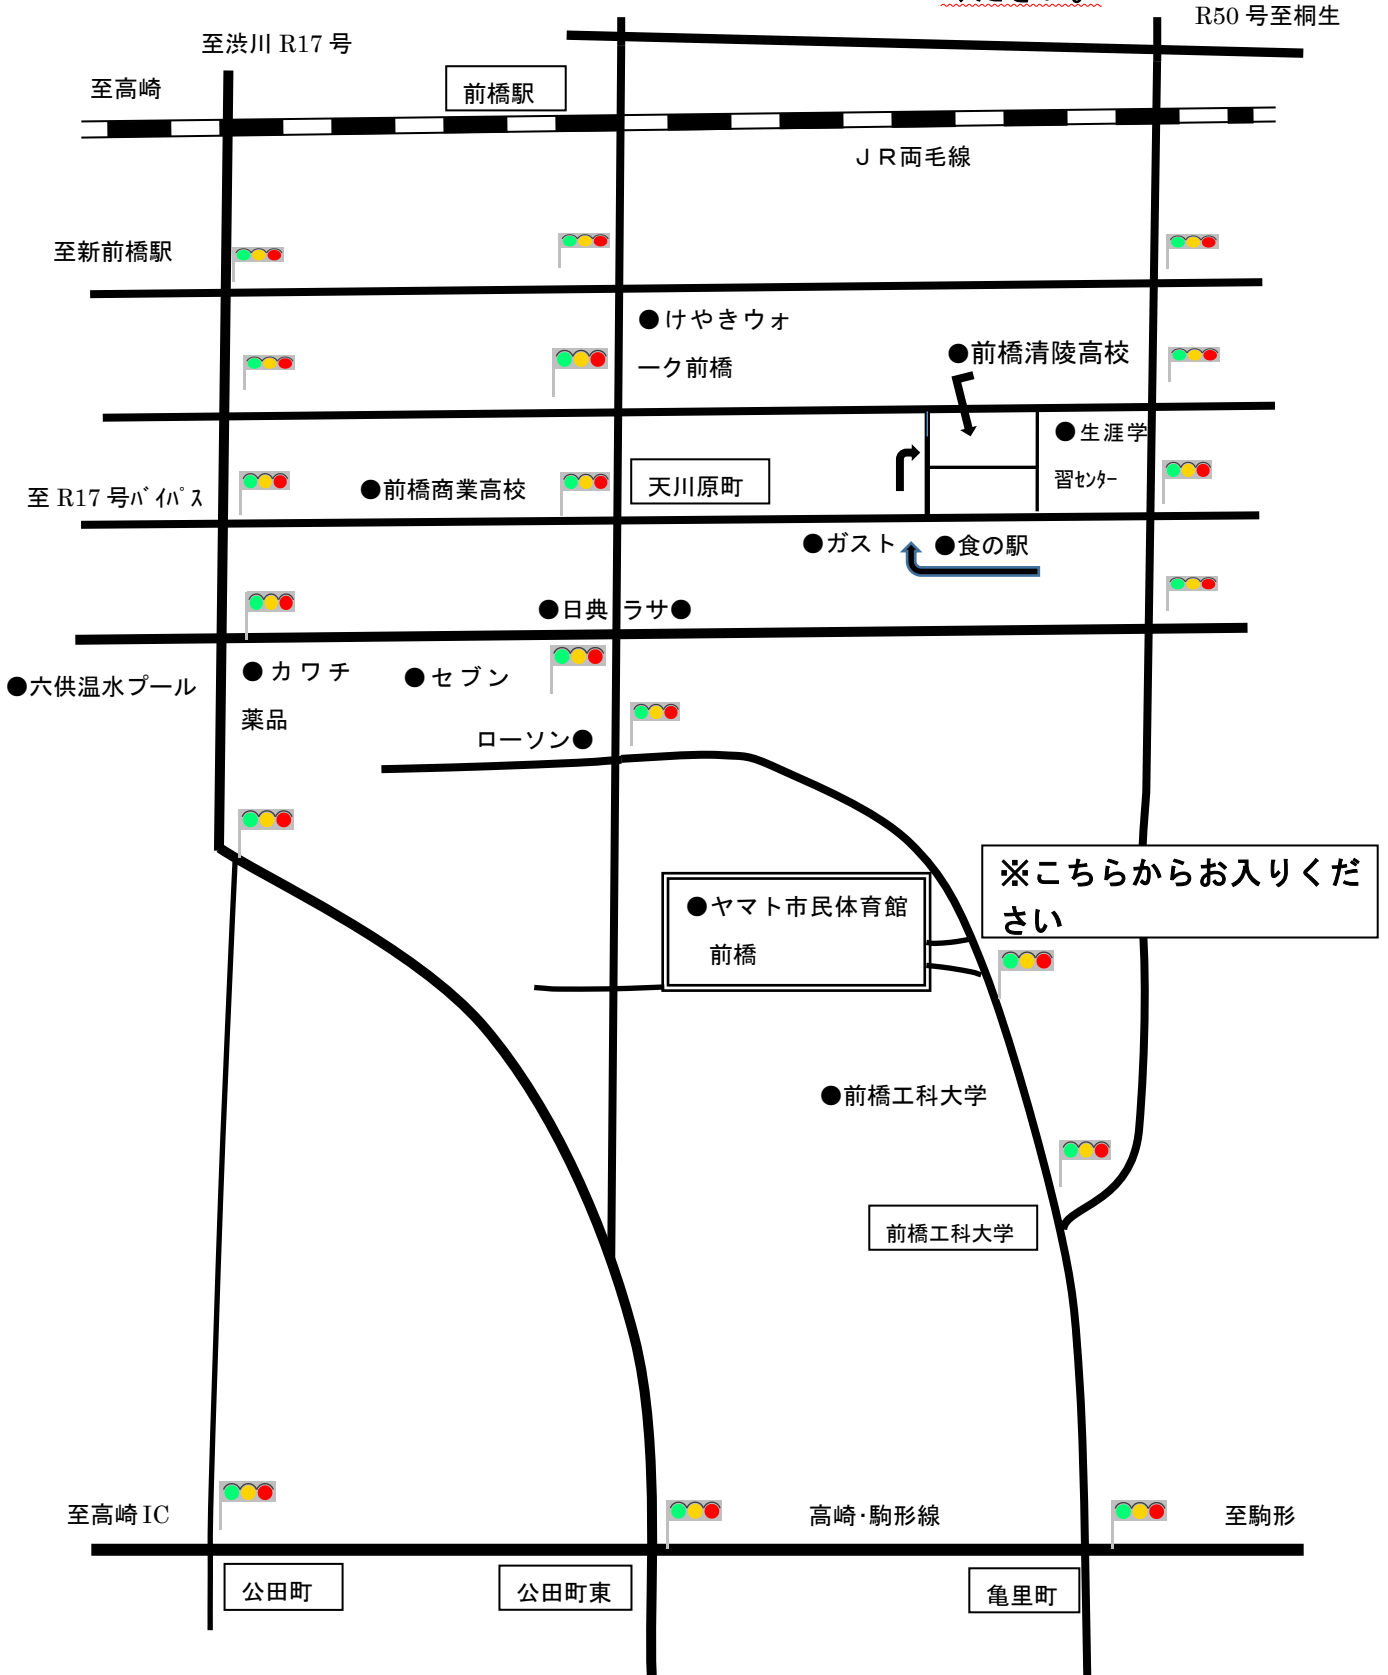 R50 号至桐生
至渋川 R17 号
至高崎
前橋駅
ＪＲ両毛線
至新前橋駅
●けやきウォ
ーク前橋
●前橋清陵高校
●生涯学
習ｾﾝﾀｰ
至 R17 号ﾊﾞｲﾊﾟｽ
●前橋商業高校
天川原町
●ガスト
●食の駅
●日典
ラサ●
●六供温水プール
●カワチ
薬品
●セブン
ローソン●
※こちらからお入りくだ
さい
●ヤマト市民体育館
前橋
●前橋工科大学
前橋工科大学
至高崎 IC
高崎・駒形線
至駒形
公田町
公田町東
亀里町